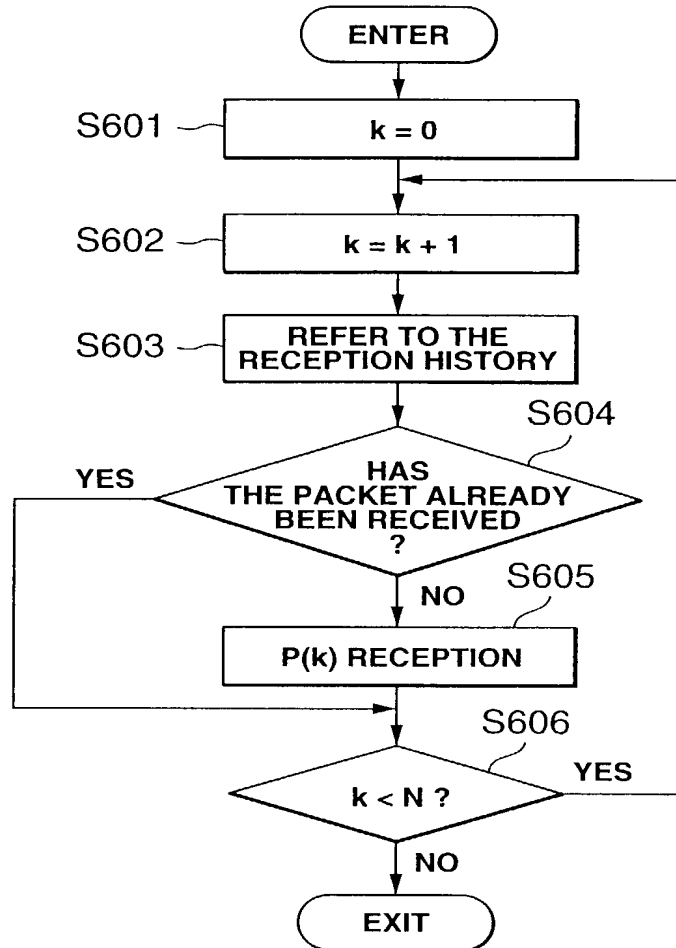 ENTER
S601
k = 0
S602
k = k + 1
S603
REFER TO THE
RECEPTION HISTORY
S604
YES
HAS
THE PACKET ALREADY
BEEN RECEIVED
?
NO
S605
P(k) RECEPTION
S606
k < N ?
YES
NO
EXIT